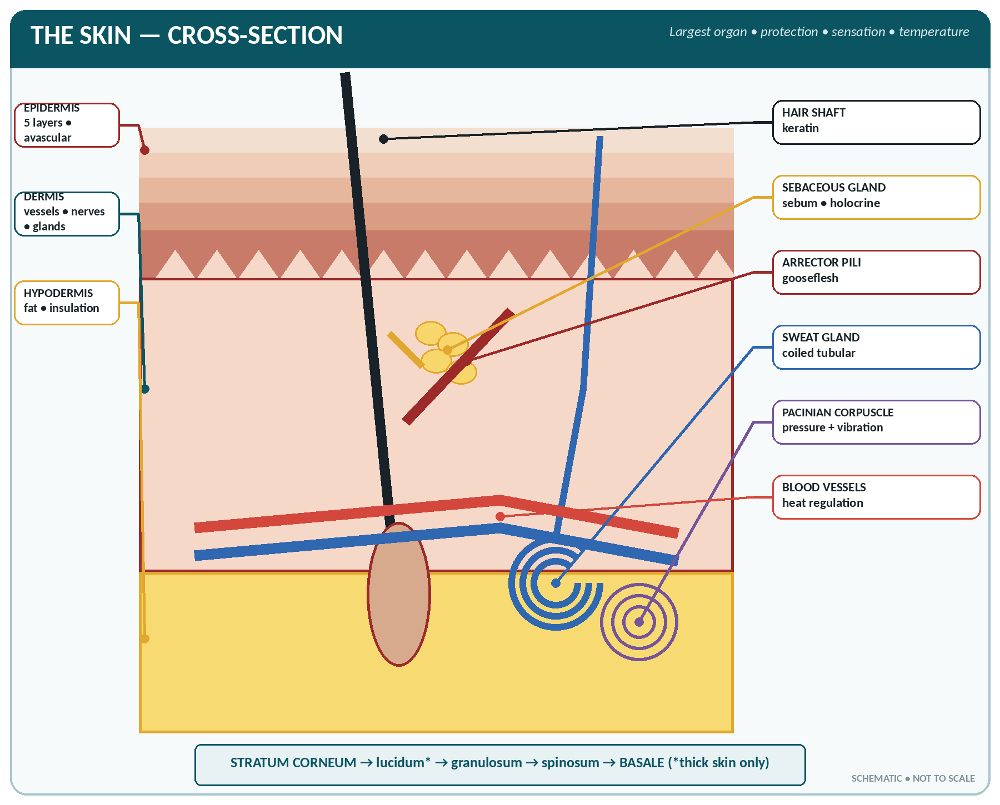 THE SKIN — CROSS-SECTION
Largest organ • protection • sensation • temperature
EPIDERMIS
5 layers •
avascular
DERMIS
vessels • nerves
• glands
HYPODERMIS
fat • insulation
HAIR SHAFT
keratin
SEBACEOUS GLAND
sebum • holocrine
ARRECTOR PILI
gooseflesh
SWEAT GLAND
coiled tubular
PACINIAN CORPUSCLE
pressure + vibration
BLOOD VESSELS
heat regulation
STRATUM CORNEUM → lucidum* → granulosum → spinosum → BASALE (*thick skin only)
SCHEMATIC • NOT TO SCALE